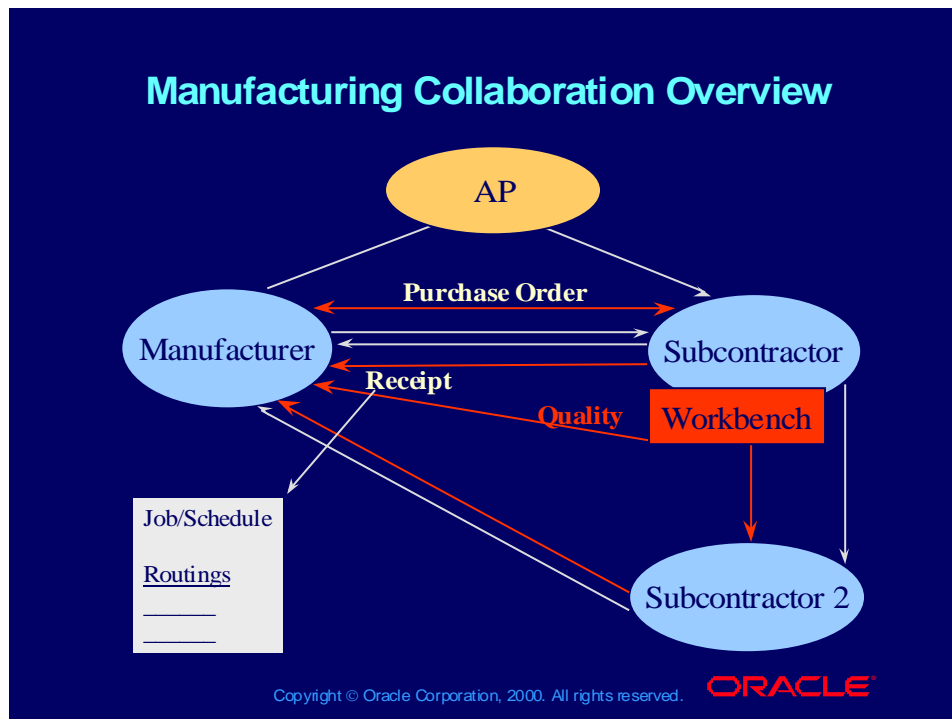 Manufacturing Collaboration Overview
AP
Purchase Order
Manufacturer
Subcontractor
Receipt
Quality
Workbench
Job/Schedule
Routings
Subcontractor 2
Copyright © Oracle Corporation, 2000. All rights reserved.
ORACLE®